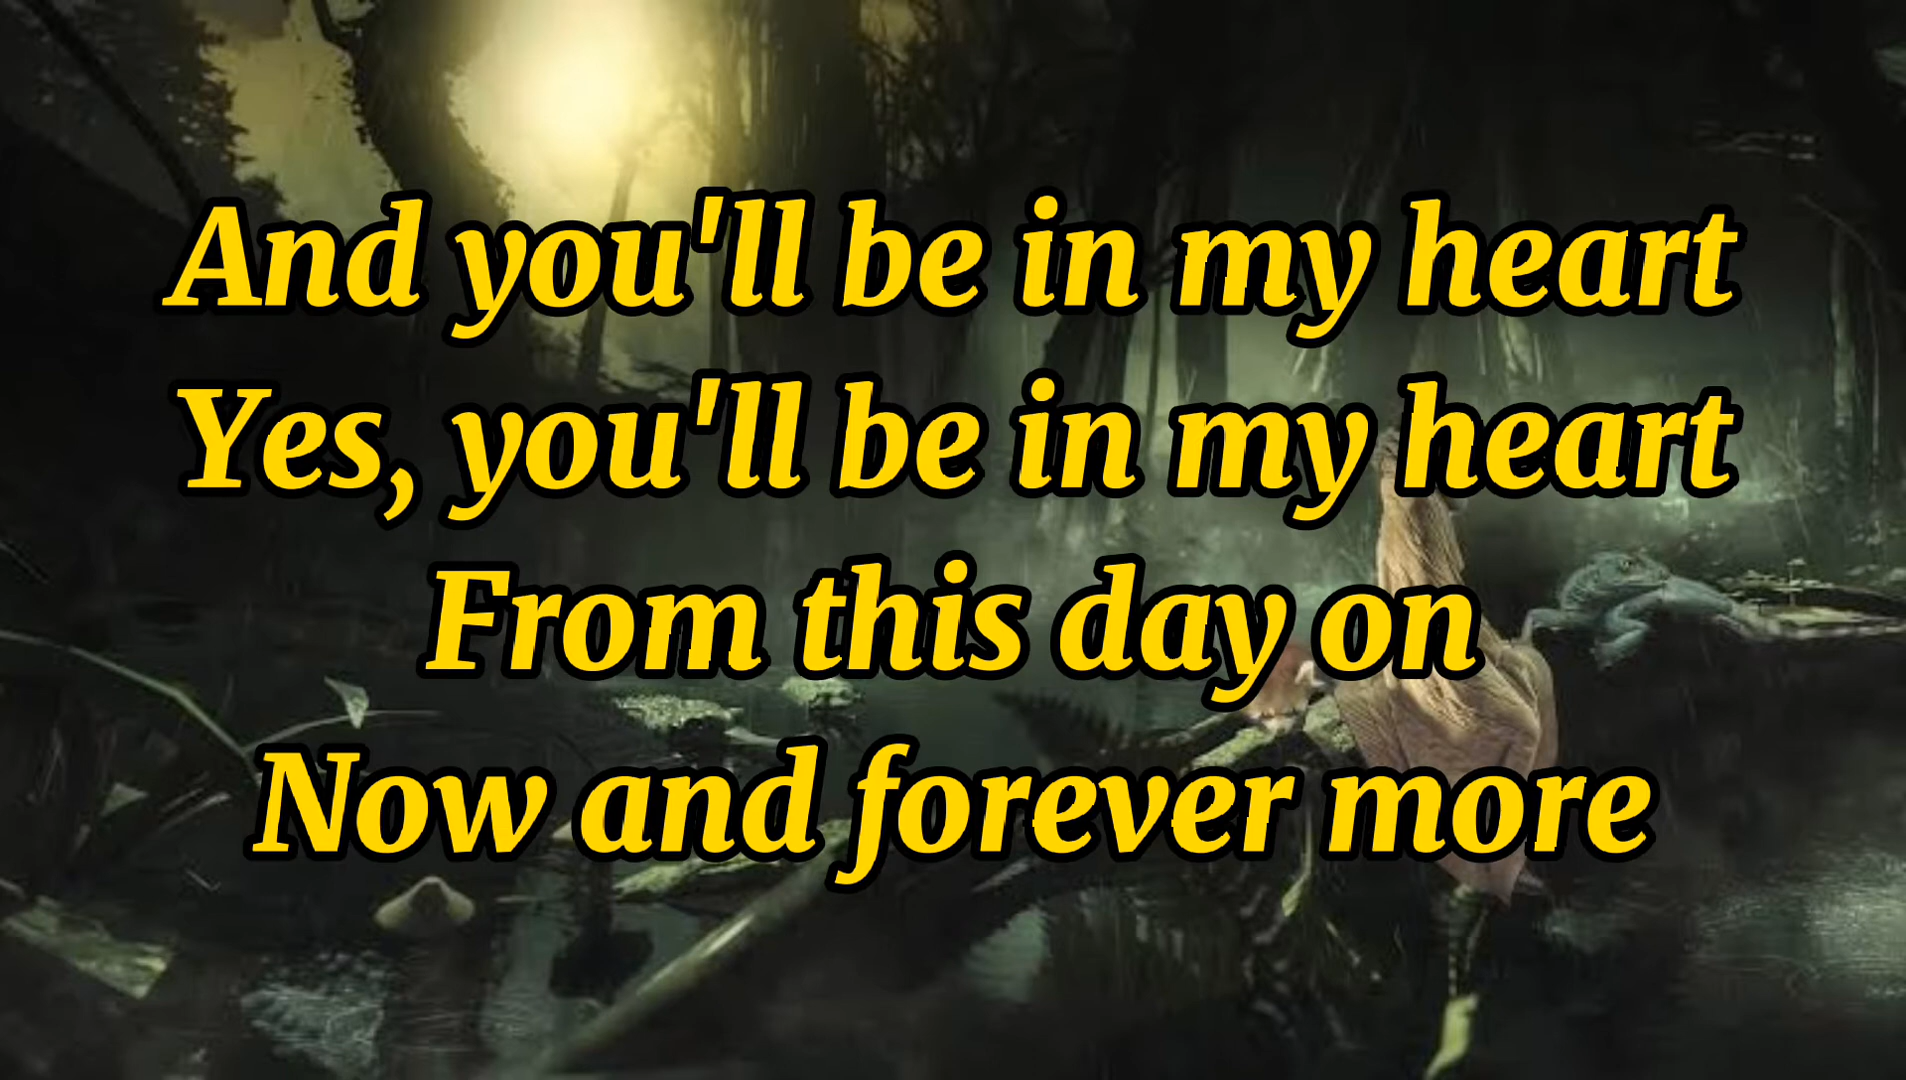 And you'll be in my heart
Yes, you'll be in my heart
From this day on
Now and forever more